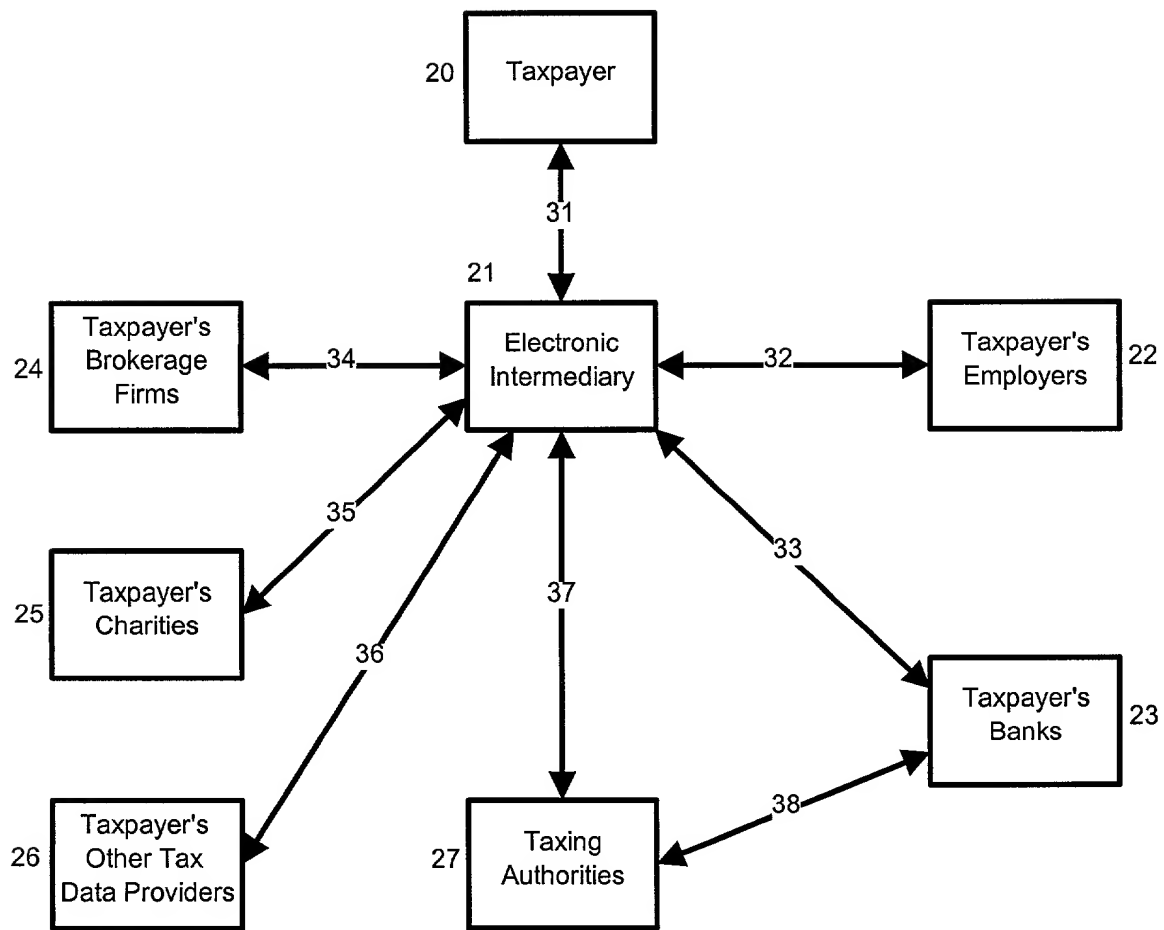 20
Taxpayer
31
21
24
Taxpayer's
Brokerage
Firms
34
Electronic
Intermediary
32
Taxpayer's
Employers
22
35
25
Taxpayer's
Charities
33
37
36
Taxpayer's
Banks
23
38
26
Taxpayer's
Other Tax
Data Providers
27
Taxing
Authorities